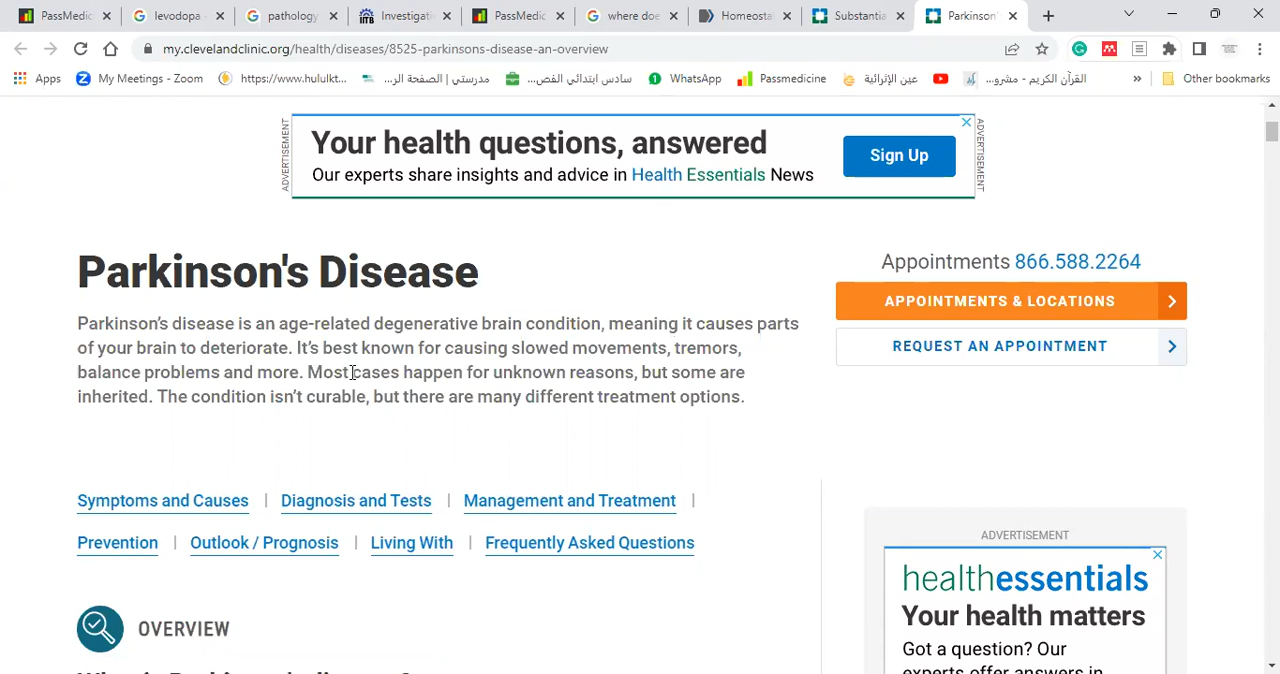 PassMedic levodopa - pathology Investigati PassMedic where doe Homeosta Substantia Parkinson'
my.clevelandclinic.org/health/diseases/8525-parkinsons-disease-an-overview
Apps My Meetings - Zoom https://www.hululkt... مدرستي | الصفحة الر... سادس ابتدائي الفص... WhatsApp Passmedicine عين الإثرائية القرآن الكريم - مشرو... » Other bookmarks
ADVERTISEMENT
Your health questions, answered
Our experts share insights and advice in Health Essentials News
Sign Up
ADVERTISEMENT
Parkinson's Disease
Parkinson's disease is an age-related degenerative brain condition, meaning it causes parts
of your brain to deteriorate. It's best known for causing slowed movements, tremors,
balance problems and more. Most cases happen for unknown reasons, but some are
inherited. The condition isn't curable, but there are many different treatment options.
Appointments 866.588.2264
APPOINTMENTS & LOCATIONS
REQUEST AN APPOINTMENT
Symptoms and Causes | Diagnosis and Tests | Management and Treatment |
Prevention | Outlook / Prognosis | Living With | Frequently Asked Questions
OVERVIEW
ADVERTISEMENT
healthessentials
Your health matters
Got a question? Our
experts offer answers in